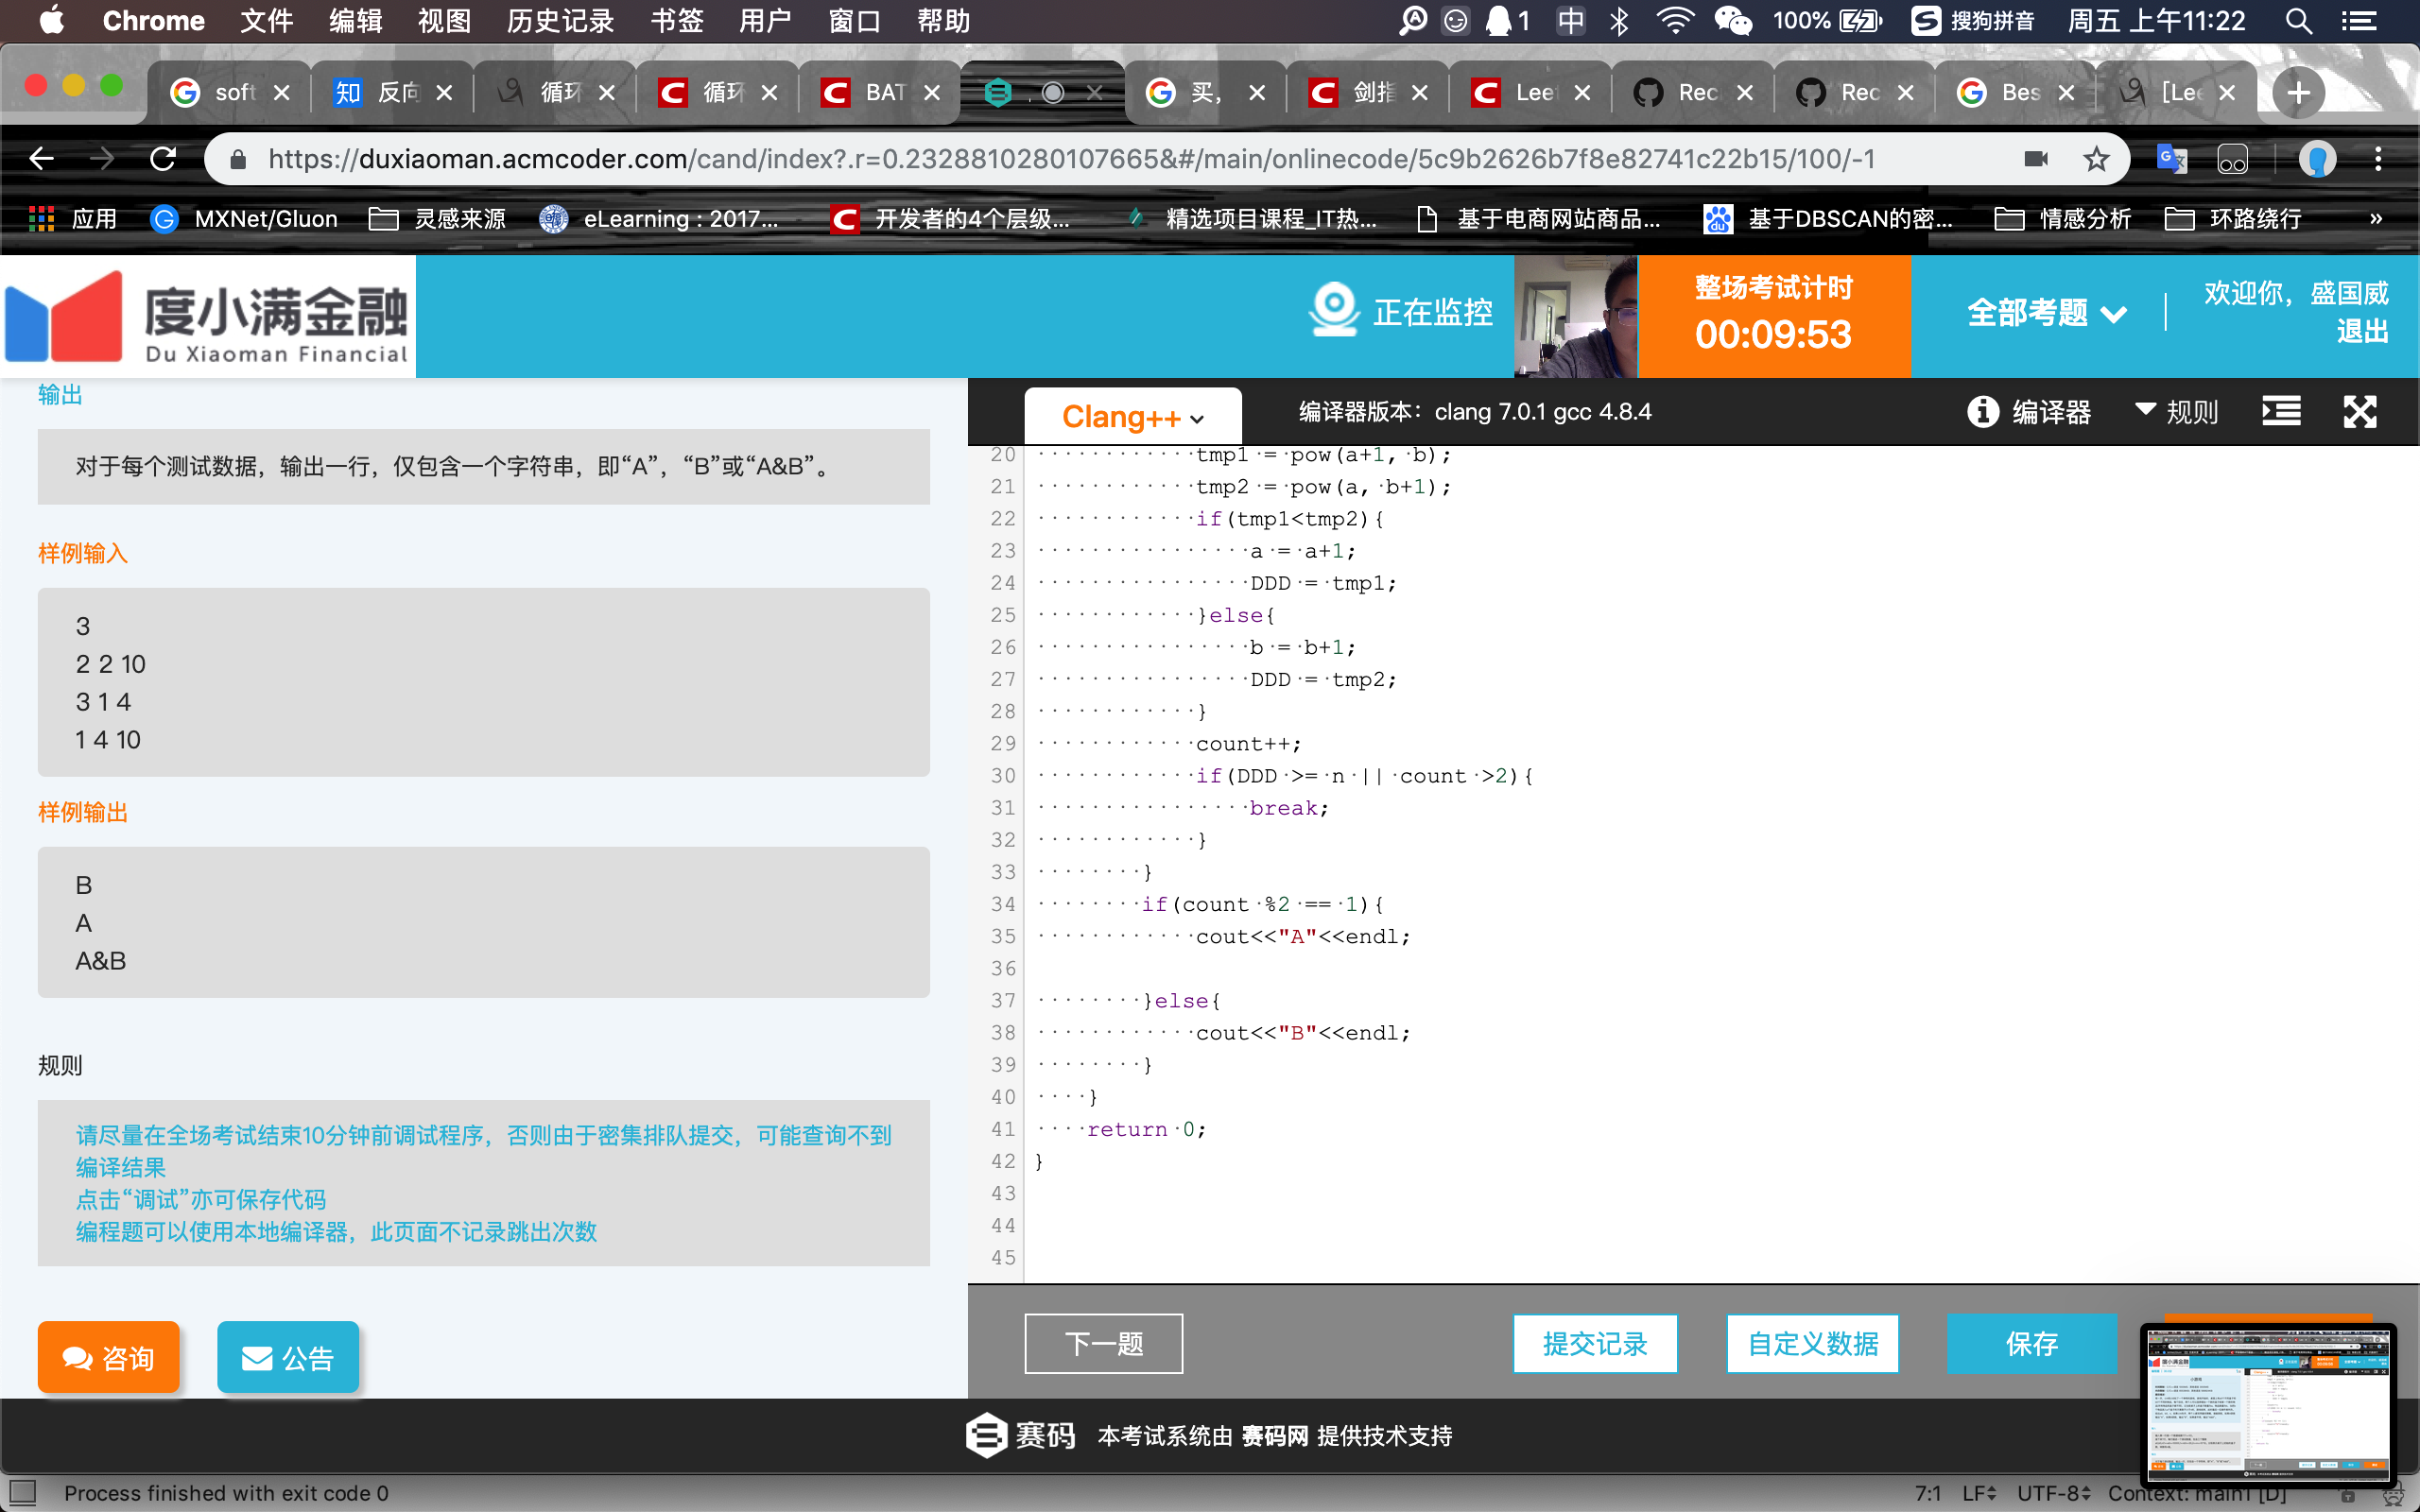 Chrome 文件 编辑 视图 历史记录 书签 用户 窗口 帮助 1 中 100% 搜狗拼音 周五 上午11:22
soft 知 反向 循环 循环 BAT 买, 剑指 Leet Rec Rec Bes [Lee
https://duxiaoman.acmcoder.com/cand/index?.r=0.2328810280107665&#/main/onlinecode/5c9b2626b7f8e82741c22b15/100/-1
应用 MXNet/Gluon 灵感来源 eLearning : 2017... 开发者的4个层级... 精选项目课程_IT热... 基于电商网站商品... 基于DBSCAN的密... 情感分析 环路绕行 »
度小满金融
Du Xiaoman Financial
正在监控
整场考试计时
00:09:53
全部考题
欢迎你，盛国威
退出
输出
对于每个测试数据，输出一行，仅包含一个字符串，即“A”，“B”或“A&B”。
样例输入
3
2 2 10
3 1 4
1 4 10
样例输出
B
A
A&B
规则
请尽量在全场考试结束10分钟前调试程序，否则由于密集排队提交，可能查询不到
编译结果
点击“调试”亦可保存代码
编程题可以使用本地编译器，此页面不记录跳出次数
咨询 公告
Clang++ 编译器版本：clang 7.0.1 gcc 4.8.4 编译器 规则
20 tmp1 = pow(a+1, b);
21 tmp2 = pow(a, b+1);
22 if(tmp1<tmp2){
23 a = a+1;
24 DDD = tmp1;
25 }else{
26 b = b+1;
27 DDD = tmp2;
28 }
29 count++;
30 if(DDD >= n || count >2){
31 break;
32 }
33 }
34 if(count %2 == 1){
35 cout<<"A"<<endl;
36
37 }else{
38 cout<<"B"<<endl;
39 }
40 }
41 return 0;
42 }
43
44
45
下一题 提交记录 自定义数据 保存
赛码 本考试系统由 赛码网 提供技术支持
Process finished with exit code 0 7:1 LF UTF-8 Context: main1 [D]